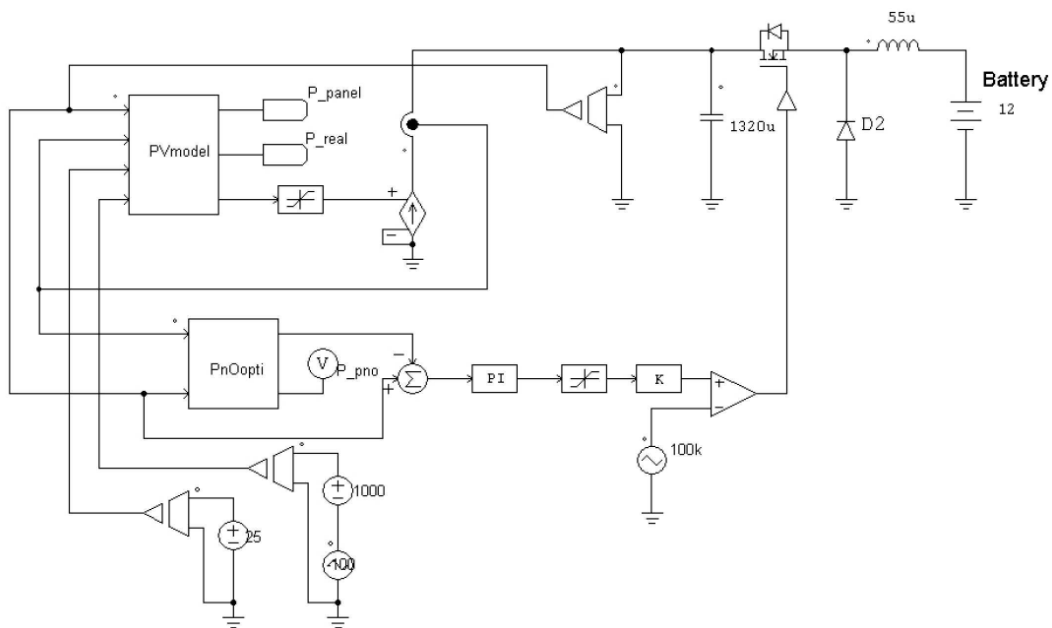 55u
Battery
12
P_panel
P_real
PVmodel
1320u
D2
+
−
PnOopti
V
P_pno
−
+
Σ
PI
K
+
−
100k
1000
25
100